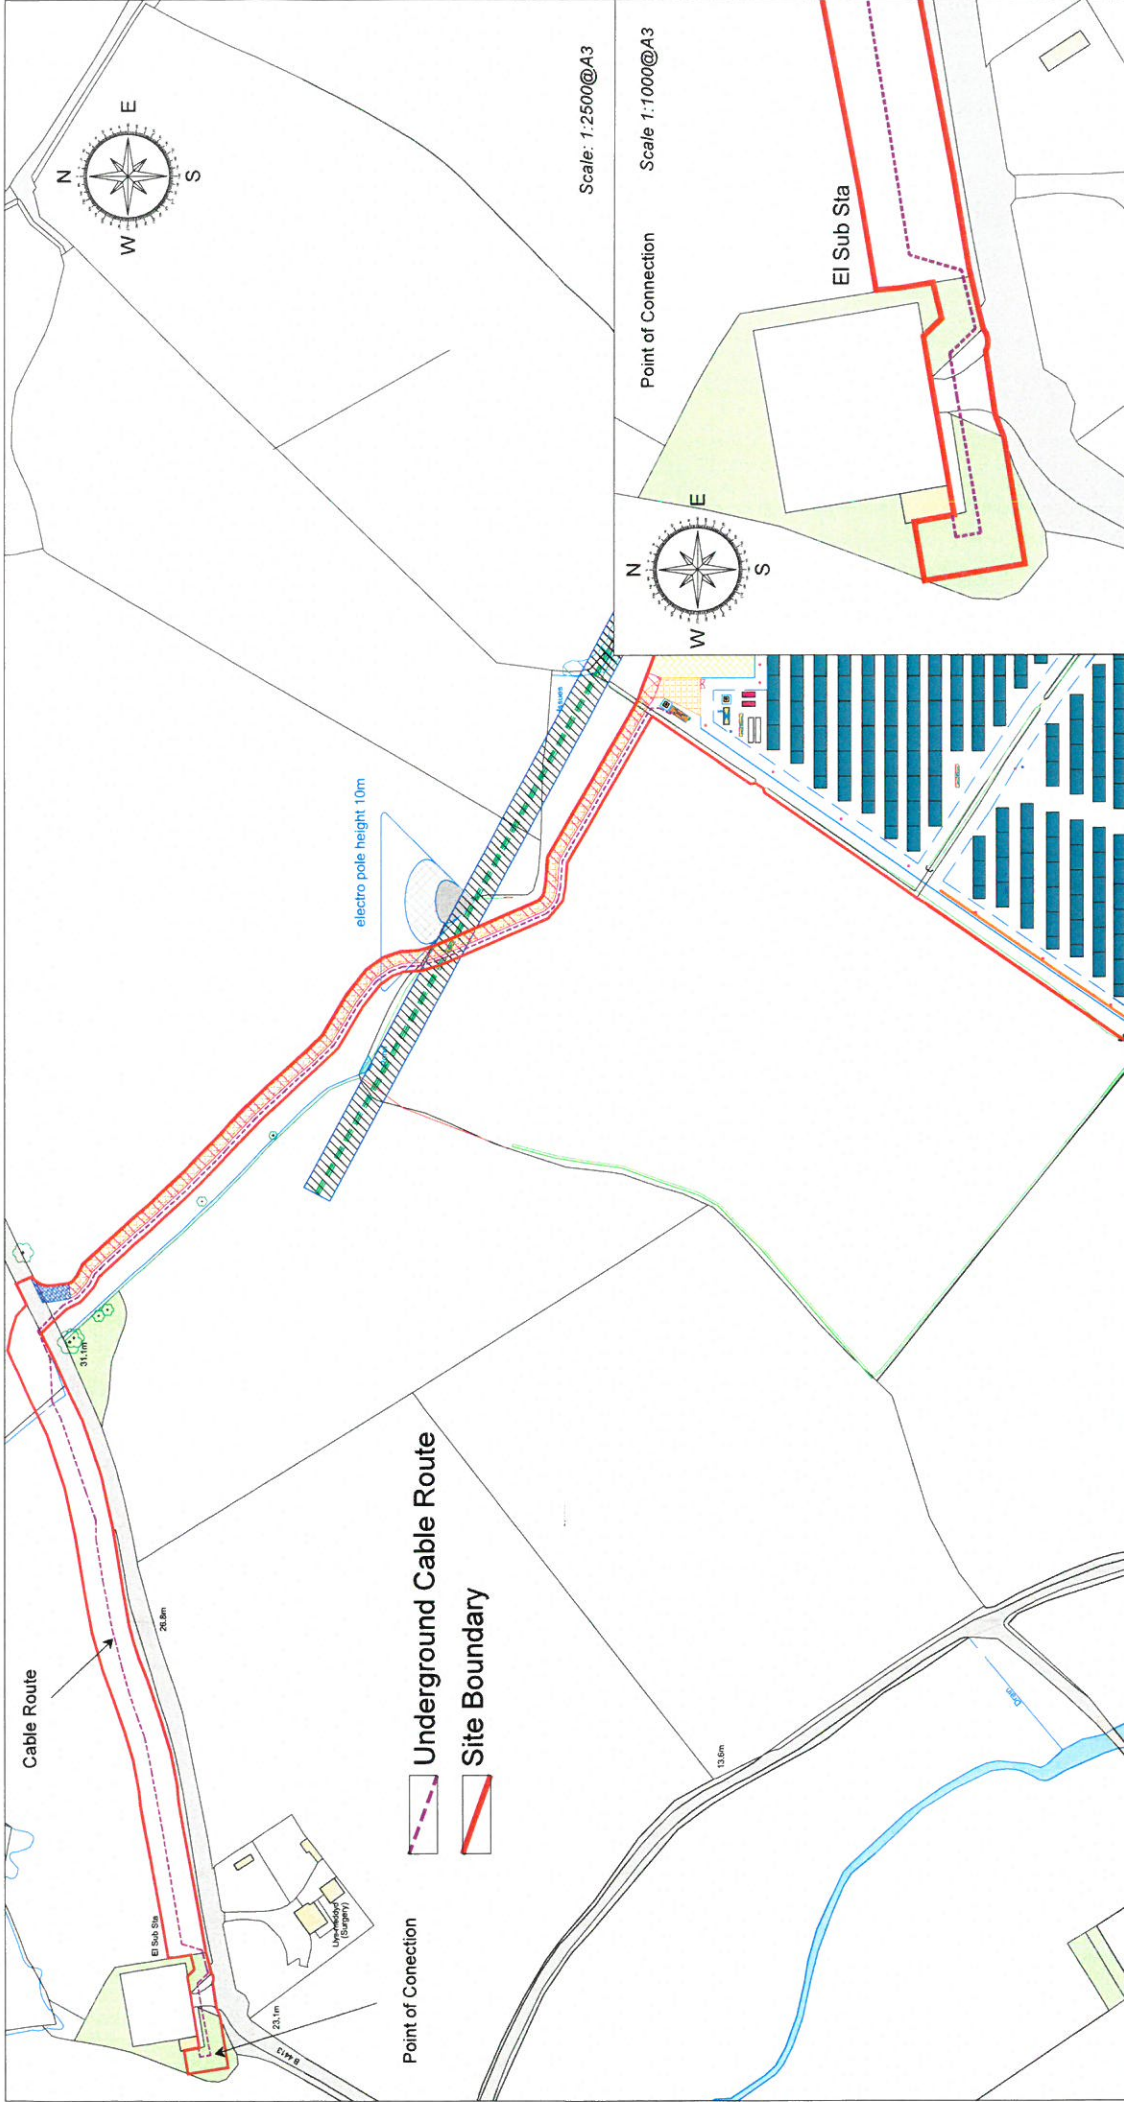 Cable Route
El Sub Sta
31.1m
26.8m
23.1m
B 4413
(Surgery)
Point of Conection
Underground Cable Route
Site Boundary
13.6m
Drain
electro pole height 10m
N
E
S
W
Scale: 1:2500@A3
Point of Connection
Scale 1:1000@A3
El Sub Sta
N
E
S
W